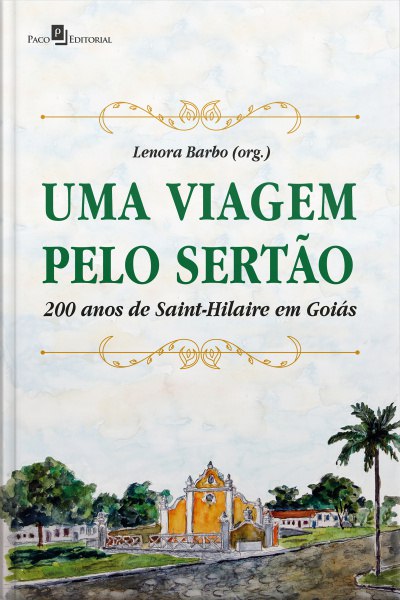 PACO EDITORIAL
Lenora Barbo (org.)
UMA VIAGEM
PELO SERTÃO
200 anos de Saint-Hilaire em Goiás